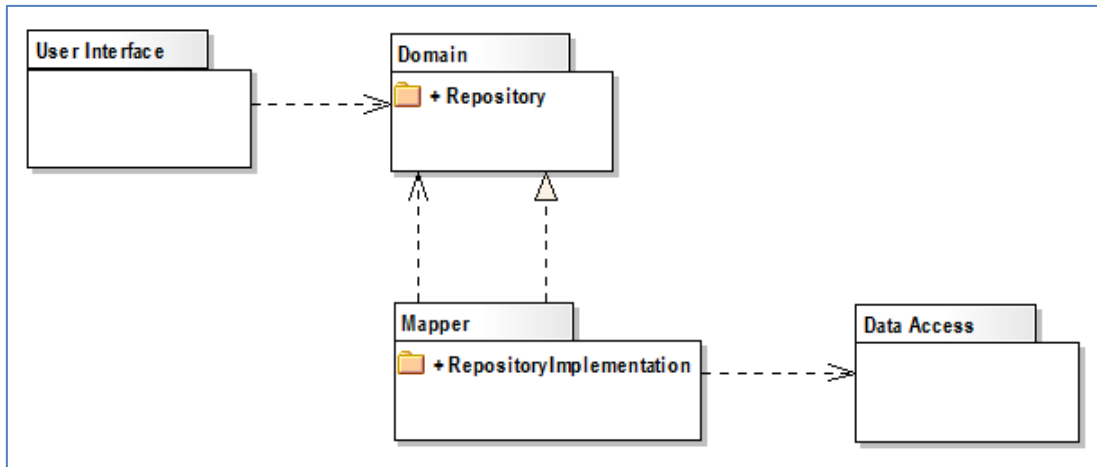 User Interface
Domain
+ Repository
Mapper
+ RepositoryImplementation
Data Access